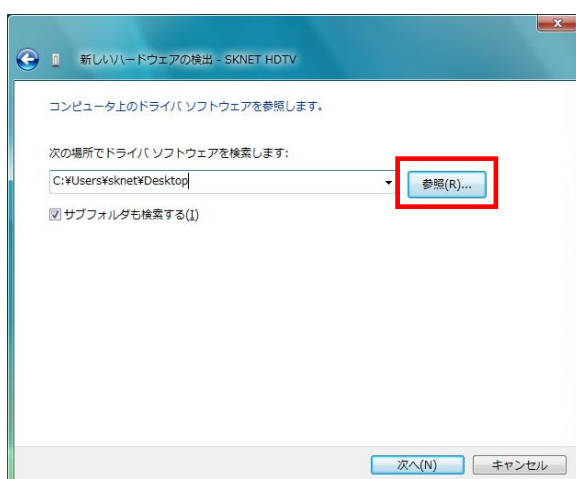 新しいハードウェアの検出 - SKNET HDTV
コンピュータ上のドライバ ソフトウェアを参照します。
次の場所でドライバ ソフトウェアを検索します:
C:¥Users¥sknet¥Desktop
参照(R)...
サブフォルダも検索する(I)
次へ(N)
キャンセル